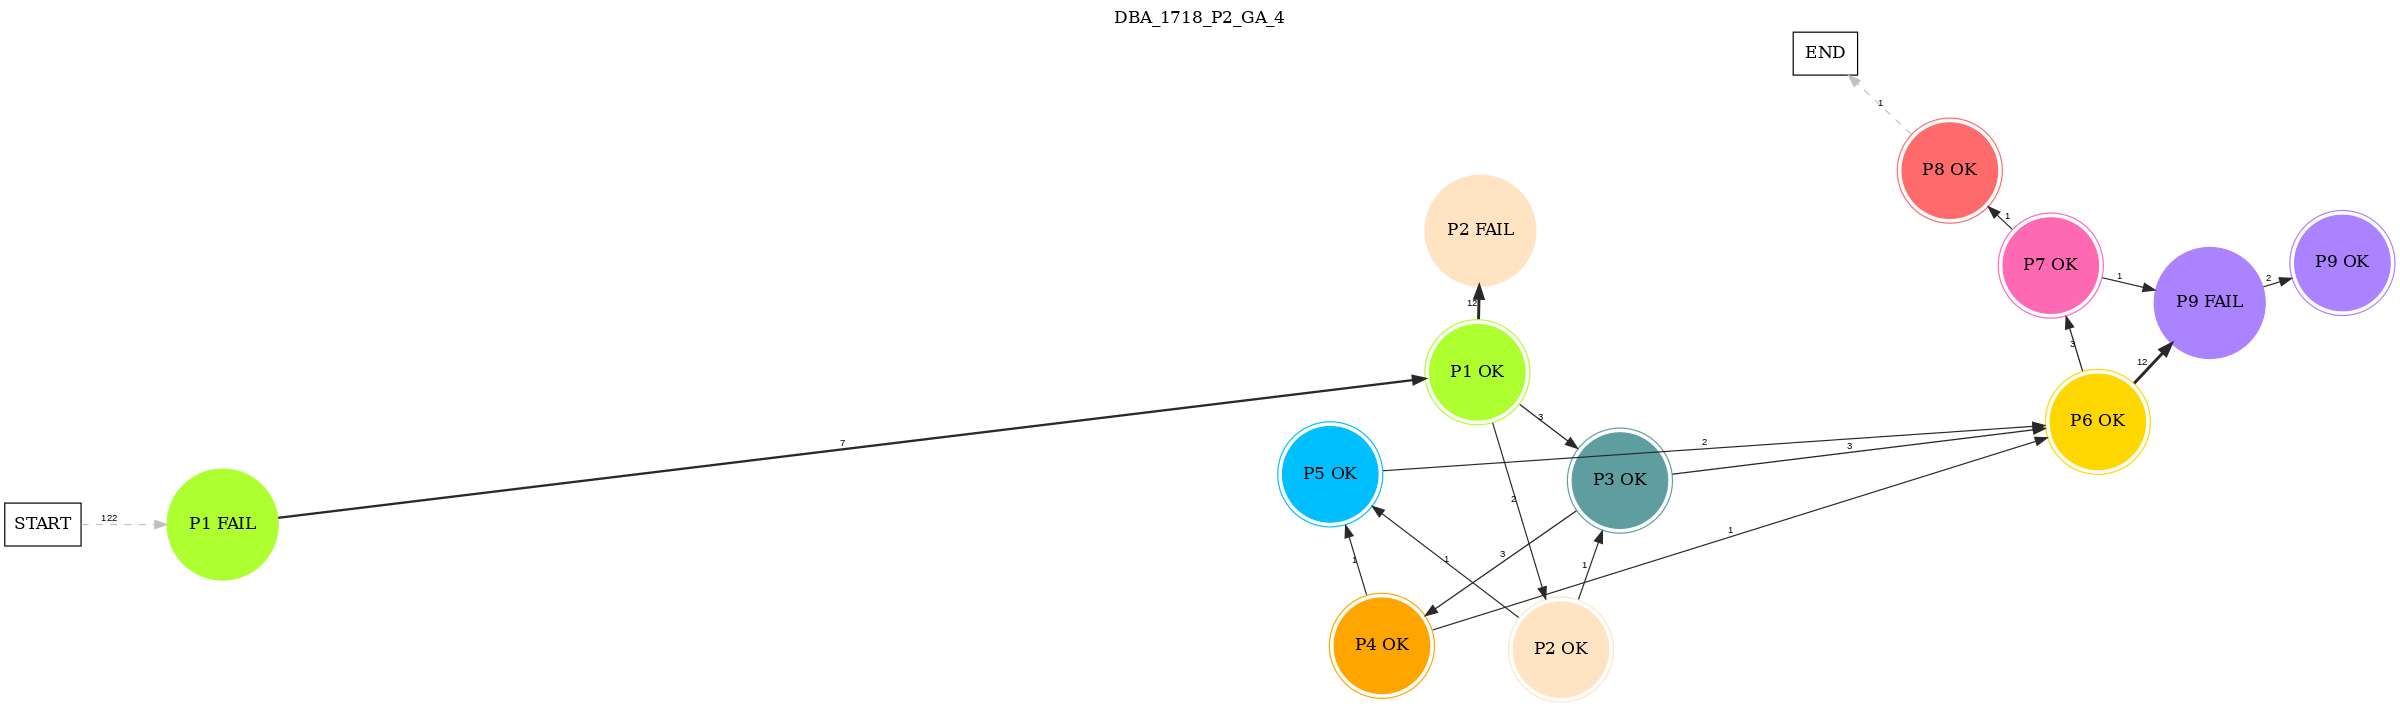 DBA_1718_P2_GA_4
END
1
P8 OK
P2 FAIL
1
P7 OK
1
P9 FAIL
2
P9 OK
12
3
12
P1 OK
P6 OK
3
7
2
3
P5 OK
P3 OK
2
START
122
P1 FAIL
1
3
1
1
1
P4 OK
P2 OK